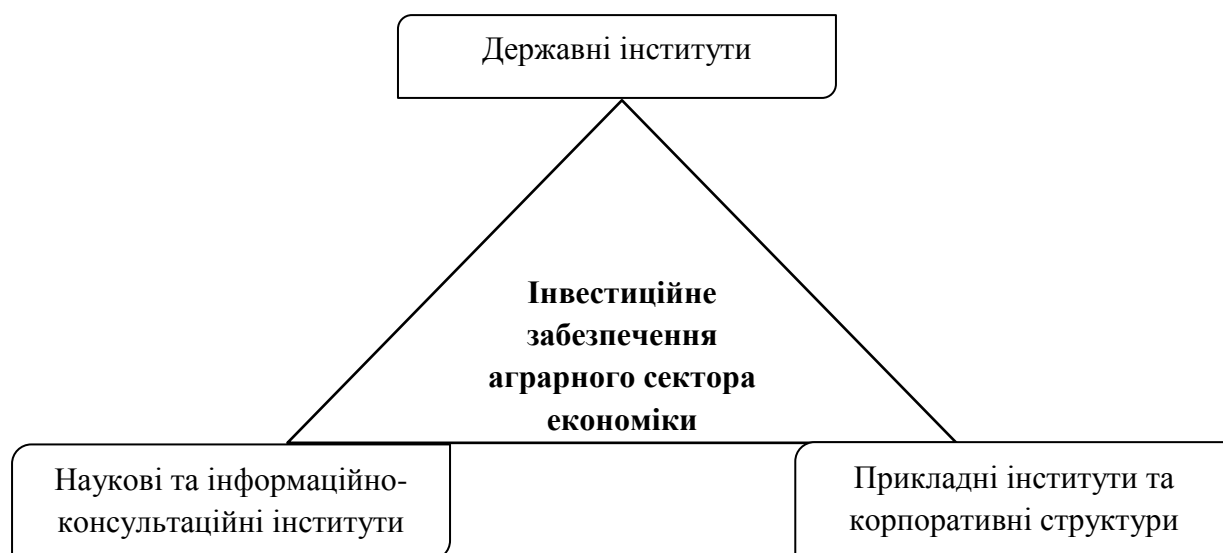 Державні інститути
Інвестиційне
забезпечення
аграрного сектора
економіки
Наукові та інформаційно-
консультаційні інститути
Прикладні інститути та
корпоративні структури